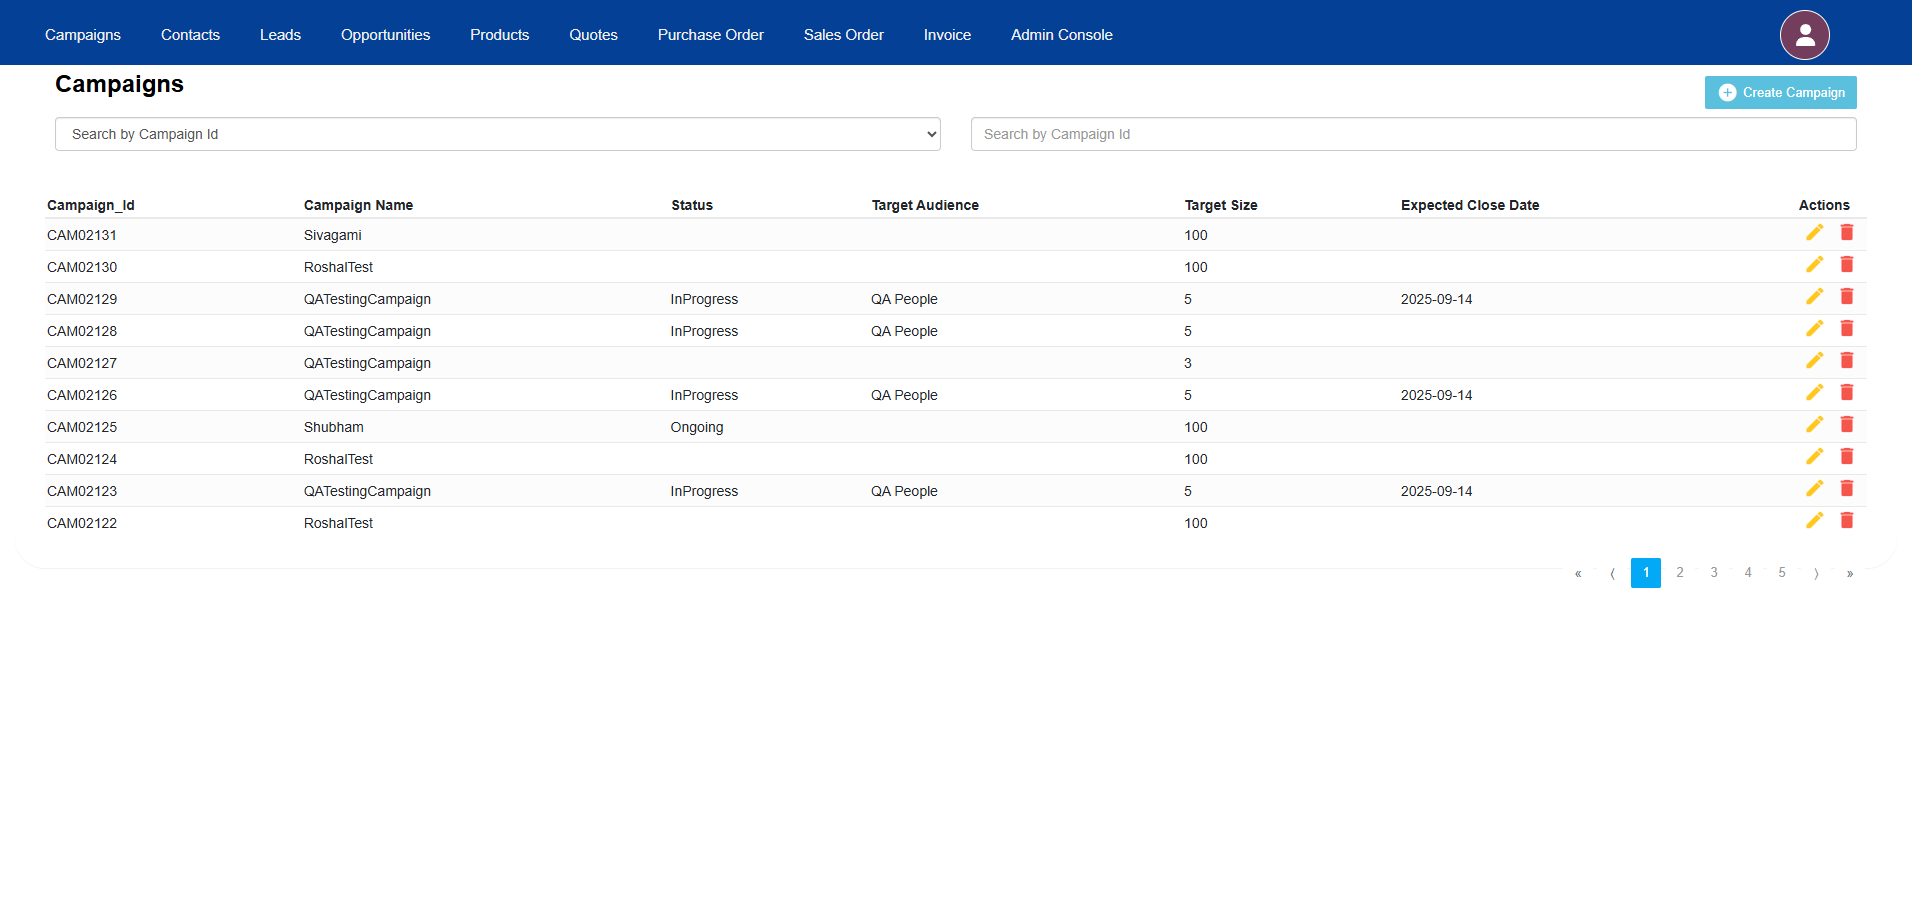 Campaigns Contacts Leads Opportunities Products Quotes Purchase Order Sales Order Invoice Admin Console
Campaigns
Create Campaign
Search by Campaign Id Search by Campaign Id
Campaign_Id Campaign Name Status Target Audience Target Size Expected Close Date Actions
CAM02131 Sivagami 100
CAM02130 RoshalTest 100
CAM02129 QATestingCampaign InProgress QA People 5 2025-09-14
CAM02128 QATestingCampaign InProgress QA People 5
CAM02127 QATestingCampaign 3
CAM02126 QATestingCampaign InProgress QA People 5 2025-09-14
CAM02125 Shubham Ongoing 100
CAM02124 RoshalTest 100
CAM02123 QATestingCampaign InProgress QA People 5 2025-09-14
CAM02122 RoshalTest 100
« ⟨ 1 2 3 4 5 ⟩ »